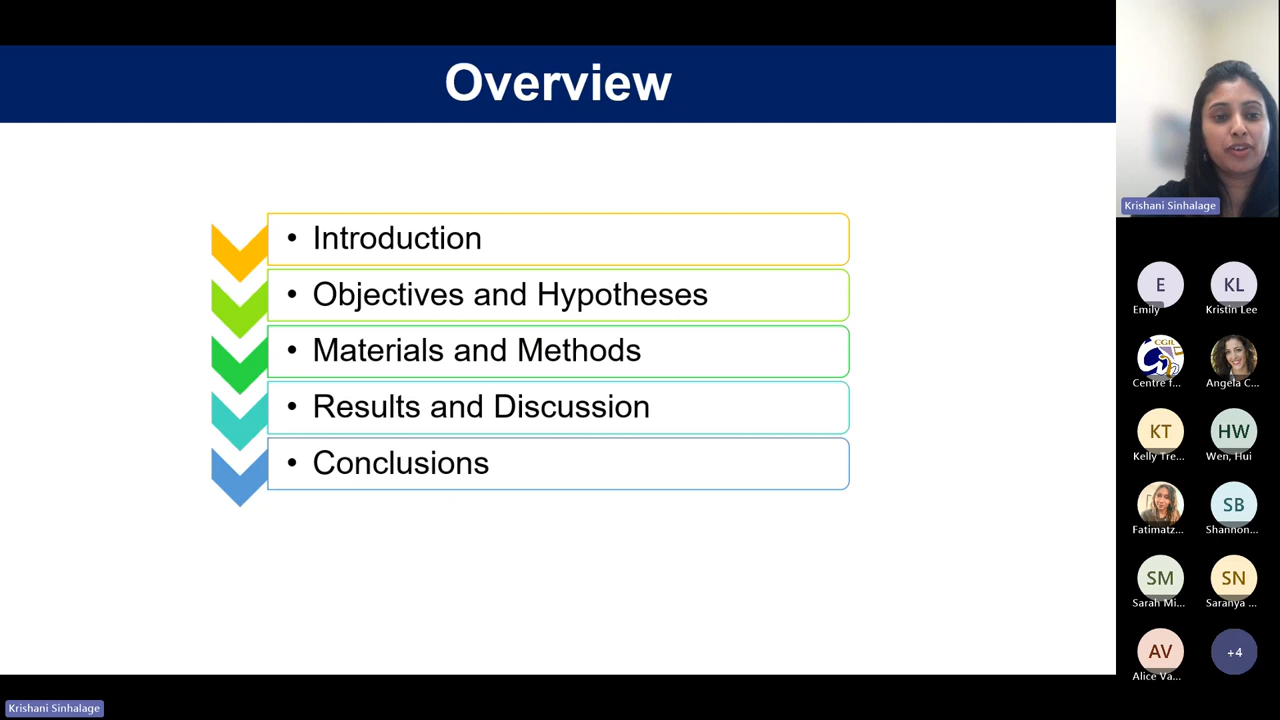 Overview
• Introduction
• Objectives and Hypotheses
• Materials and Methods
• Results and Discussion
• Conclusions
Krishani Sinhalage
E
KL
Emily
Kristin Lee
CGIL
Centre f...
Angela C...
KT
HW
Kelly Tre...
Wen, Hui
SB
Fatimatz...
Shannon...
SM
SN
Sarah Mi...
Saranya ...
AV
+4
Alice Va...
Krishani Sinhalage